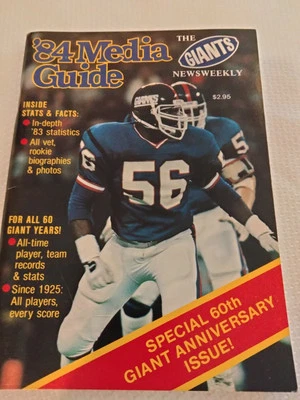 '84 Media
Guide
THE
GIANTS
NEWSWEEKLY
$2.95
INSIDE
STATS & FACTS:
• In-depth
'83 statistics
• All vet,
rookie
biographies
& photos
FOR ALL 60
GIANT YEARS!
• All-time
player, team
records
& stats
• Since 1925:
All players,
every score
56
SPECIAL 60th
GIANT ANNIVERSARY
ISSUE!